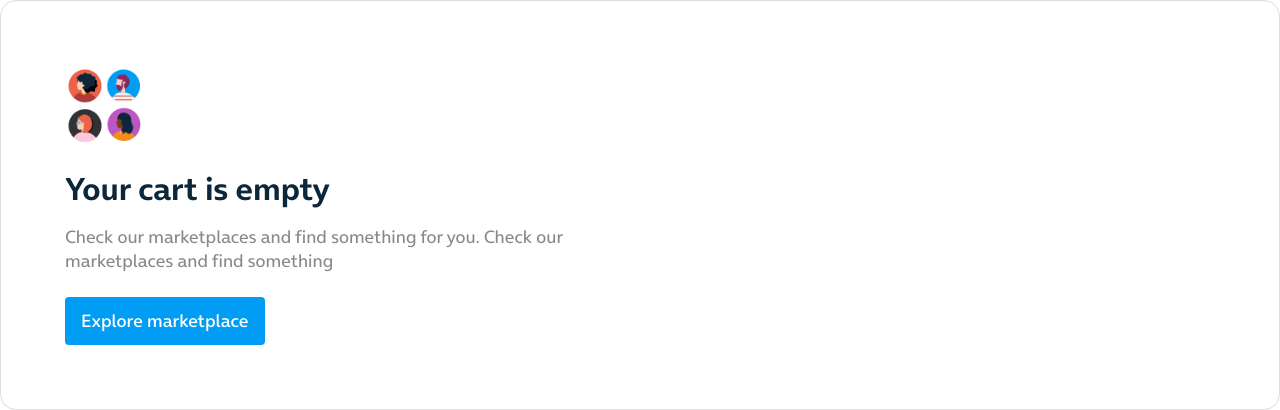 Your cart is empty
Check our marketplaces and find something for you. Check our
marketplaces and find something
Explore marketplace